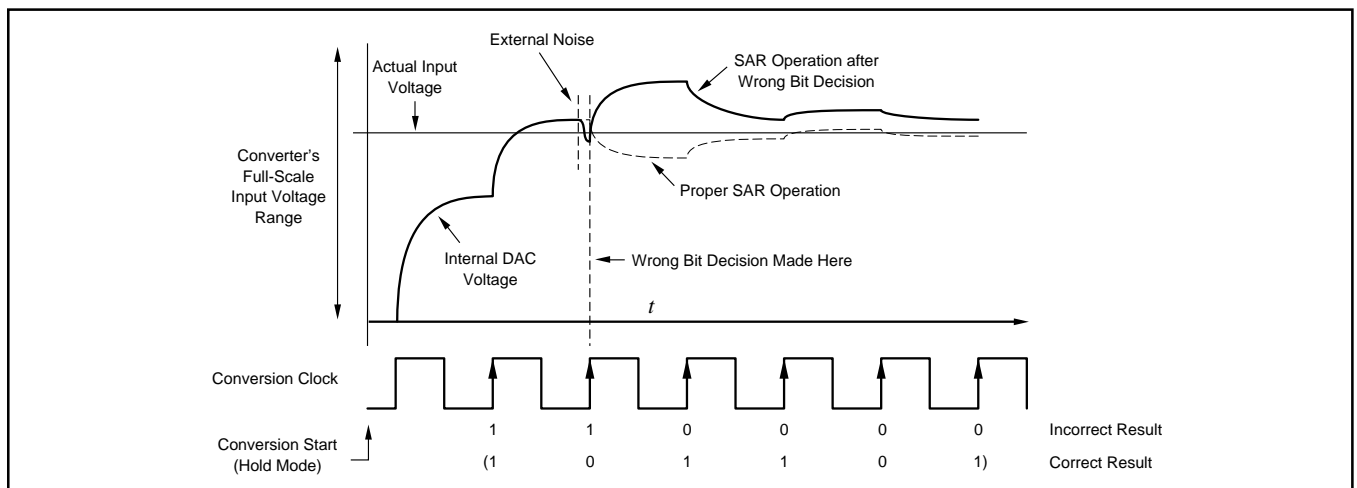 External Noise
SAR Operation after
Wrong Bit Decision
Actual Input
Voltage
Converter's
Full-Scale
Input Voltage
Range
Proper SAR Operation
Internal DAC
Voltage
Wrong Bit Decision Made Here
t
Conversion Clock
Conversion Start
(Hold Mode)
1 1 0 0 0 0 Incorrect Result
(1 0 1 1 0 1) Correct Result